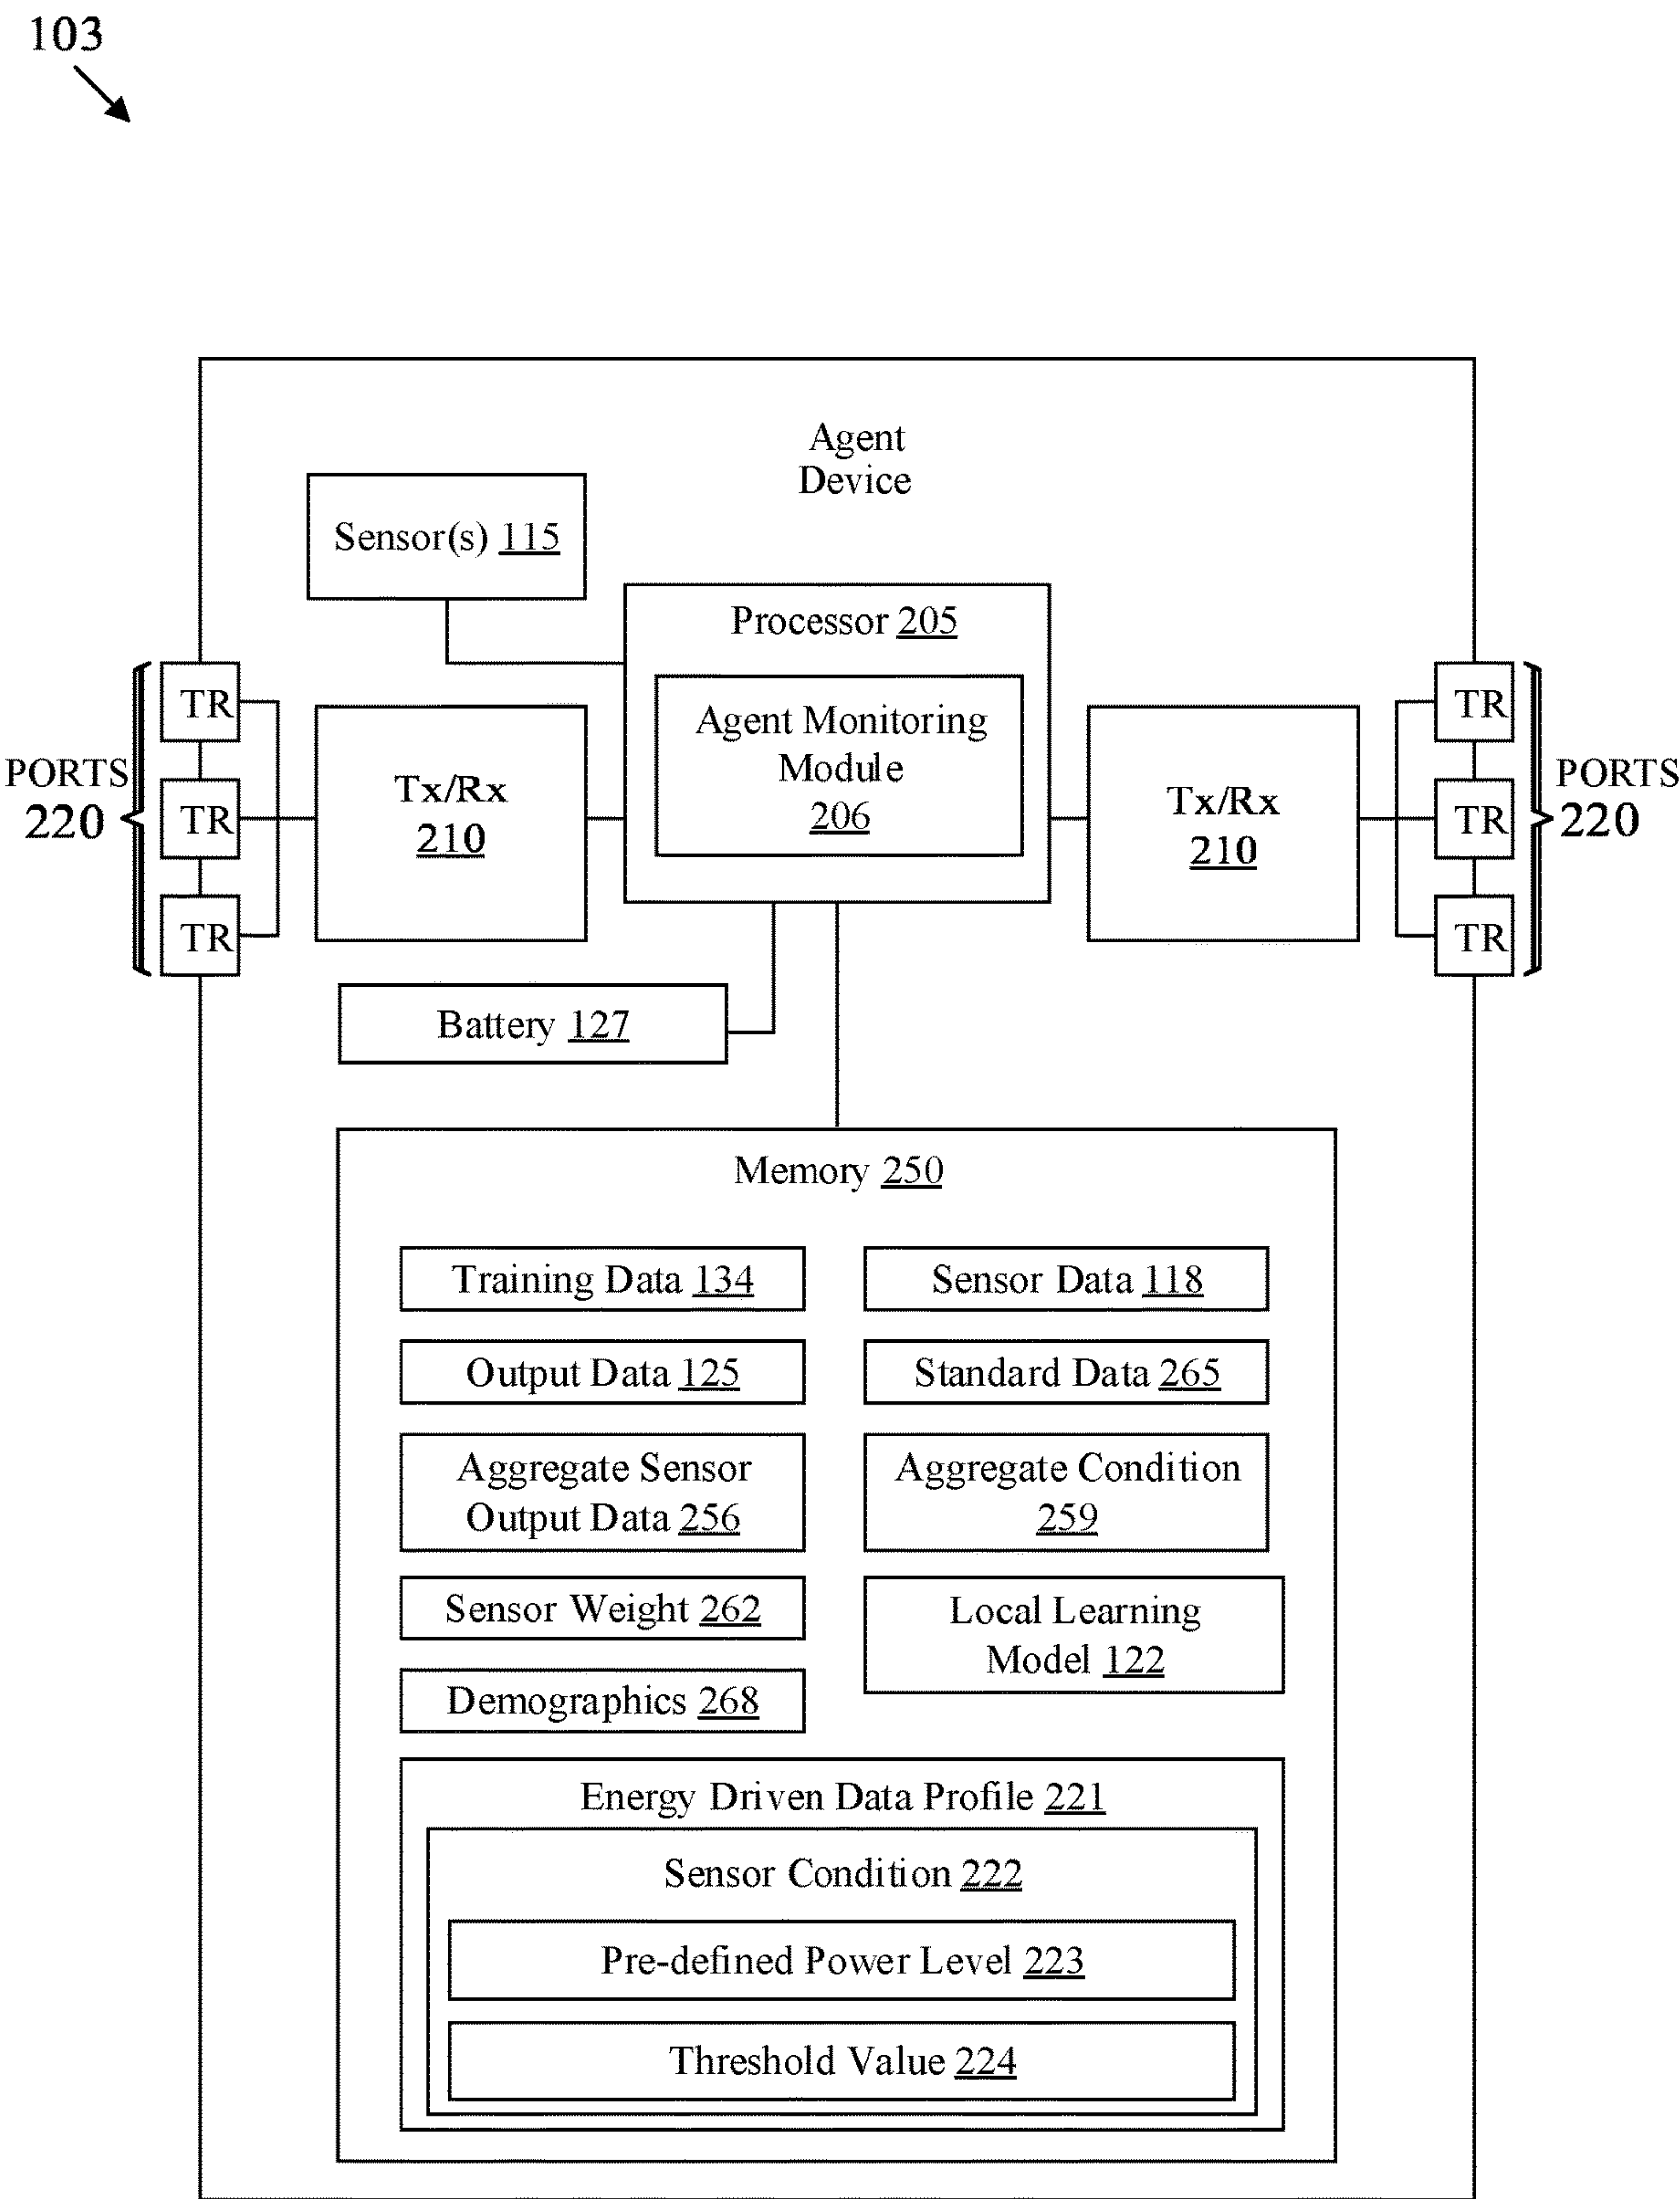 103
Agent
Device
Sensor(s) 115
Processor 205
Agent Monitoring
Module
206
TR
TR
TR
PORTS
220
Tx/Rx
210
Tx/Rx
210
TR
TR
TR
PORTS
220
Battery 127
Memory 250
Training Data 134
Sensor Data 118
Output Data 125
Standard Data 265
Aggregate Sensor
Output Data 256
Aggregate Condition
259
Sensor Weight 262
Local Learning
Model 122
Demographics 268
Energy Driven Data Profile 221
Sensor Condition 222
Pre-defined Power Level 223
Threshold Value 224